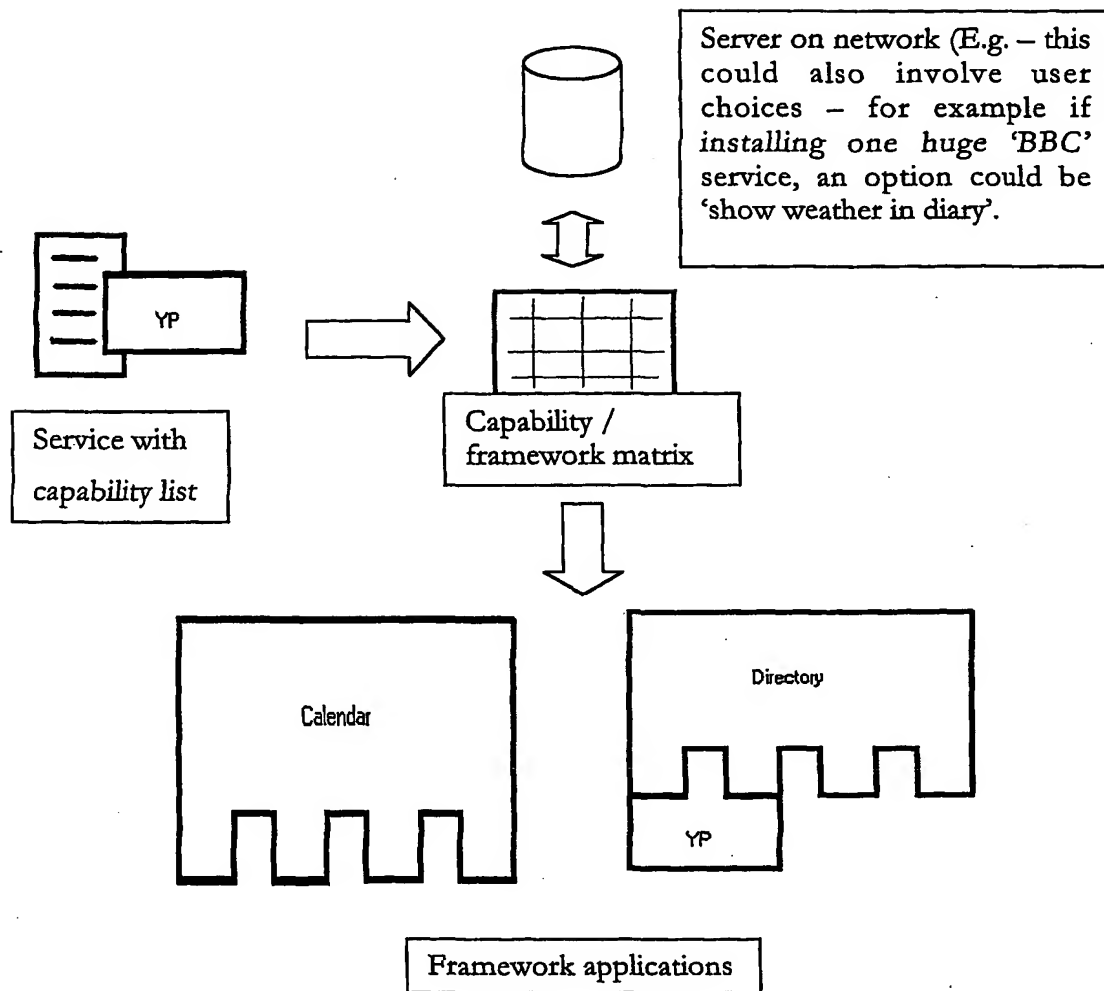 Server on network (E.g. – this
could also involve user
choices – for example if
installing one huge ‘BBC’
service, an option could be
‘show weather in diary’.
YP
Service with
capability list
Capability /
framework matrix
Calendar
Directory
YP
Framework applications